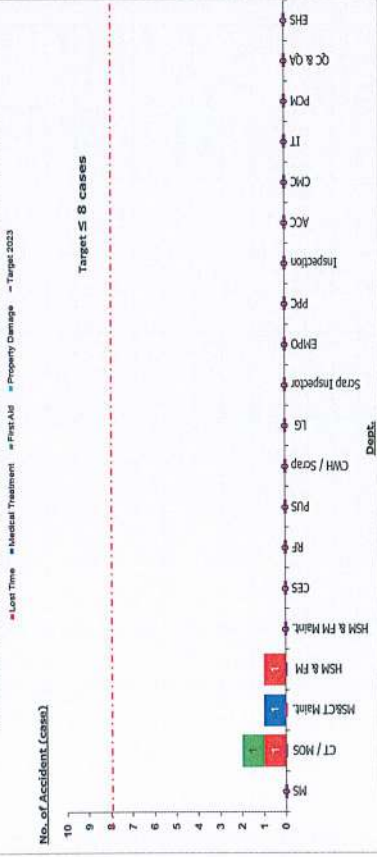 Lost Time Medical Treatment First Aid Property Damage Target 2023
No. of Accident (case)
Target ≤ 8 cases
10
9
8
7
6
5
4
3
2
1
0
1
1
1
1
MS
CT / MOS
MS&CT Maint.
HSM & FM
HSM & FM Maint.
CES
RF
PUS
CWH / Scrap
LG
Scrap Inspector
EMPO
PPC
Inspection
ACC
CMC
IT
PCM
QC & QA
EHS
Dept.